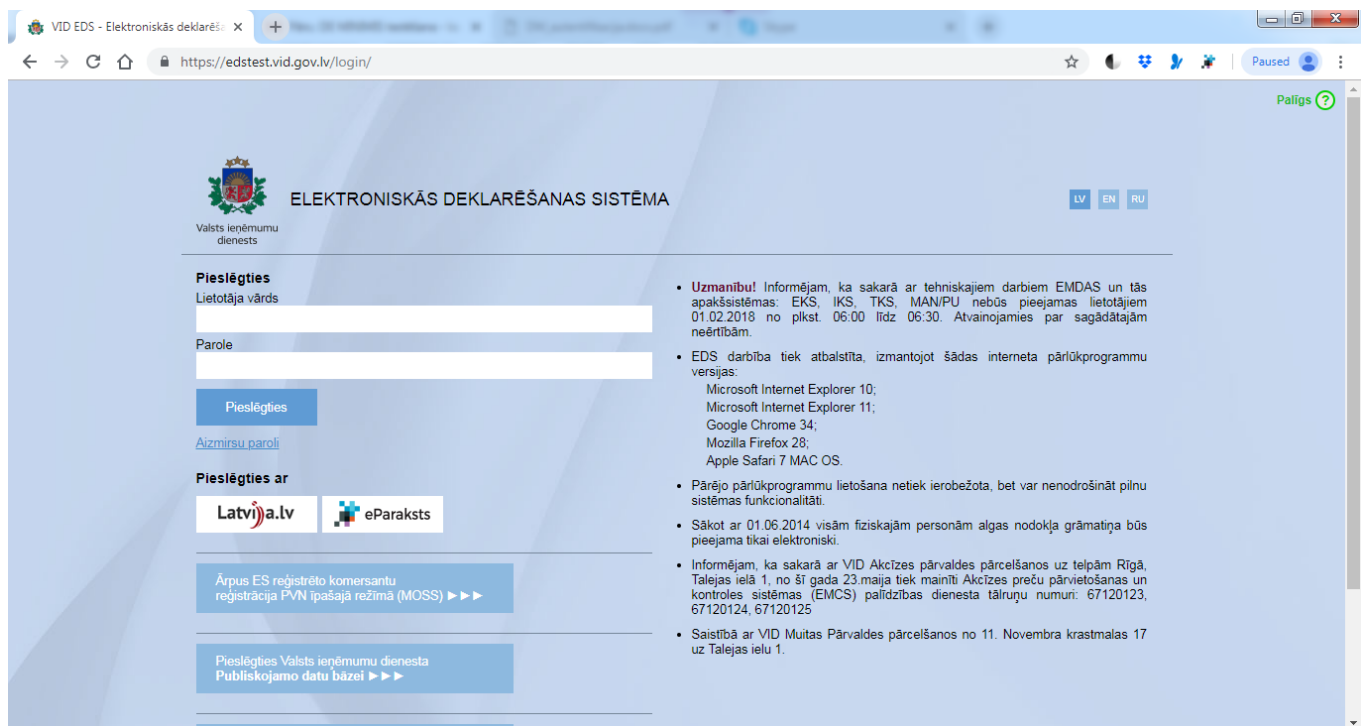 VID EDS - Elektroniskās deklarēša
https://edstest.vid.gov.lv/login/
Paused
Palīgs ?
Valsts ieņēmumu
dienests
ELEKTRONISKĀS DEKLARĒŠANAS SISTĒMA
LV EN RU
Pieslēgties
Lietotāja vārds
Parole
Pieslēgties
Aizmirsu paroli
Pieslēgties ar
Latvija.lv
eParaksts
Ārpus ES reģistrēto komersantu
reģistrācija PVN īpašajā režīmā (MOSS) ►►►
Pieslēgties Valsts ieņēmumu dienesta
Publiskojamo datu bāzei ►►►
• Uzmanību! Informējam, ka sakarā ar tehniskajiem darbiem EMDAS un tās
apakšsistēmas: EKS, IKS, TKS, MAN/PU nebūs pieejamas lietotājiem
01.02.2018 no plkst. 06:00 līdz 06:30. Atvainojamies par sagādātajām
neērtībām.
• EDS darbība tiek atbalstīta, izmantojot šādas interneta pārlūkprogrammu
versijas:
Microsoft Internet Explorer 10;
Microsoft Internet Explorer 11;
Google Chrome 34;
Mozilla Firefox 28;
Apple Safari 7 MAC OS.
• Pārējo pārlūkprogrammu lietošana netiek ierobežota, bet var nenodrošināt pilnu
sistēmas funkcionalitāti.
• Sākot ar 01.06.2014 visām fiziskajām personām algas nodokļa grāmatiņa būs
pieejama tikai elektroniski.
• Informējam, ka sakarā ar VID Akcīzes pārvaldes pārcelšanos uz telpām Rīgā,
Talejas ielā 1, no šī gada 23.maija tiek mainīti Akcīzes preču pārvietošanas un
kontroles sistēmas (EMCS) palīdzības dienesta tālruņu numuri: 67120123,
67120124, 67120125
• Saistībā ar VID Muitas Pārvaldes pārcelšanos no 11. Novembra krastmalas 17
uz Talejas ielu 1.